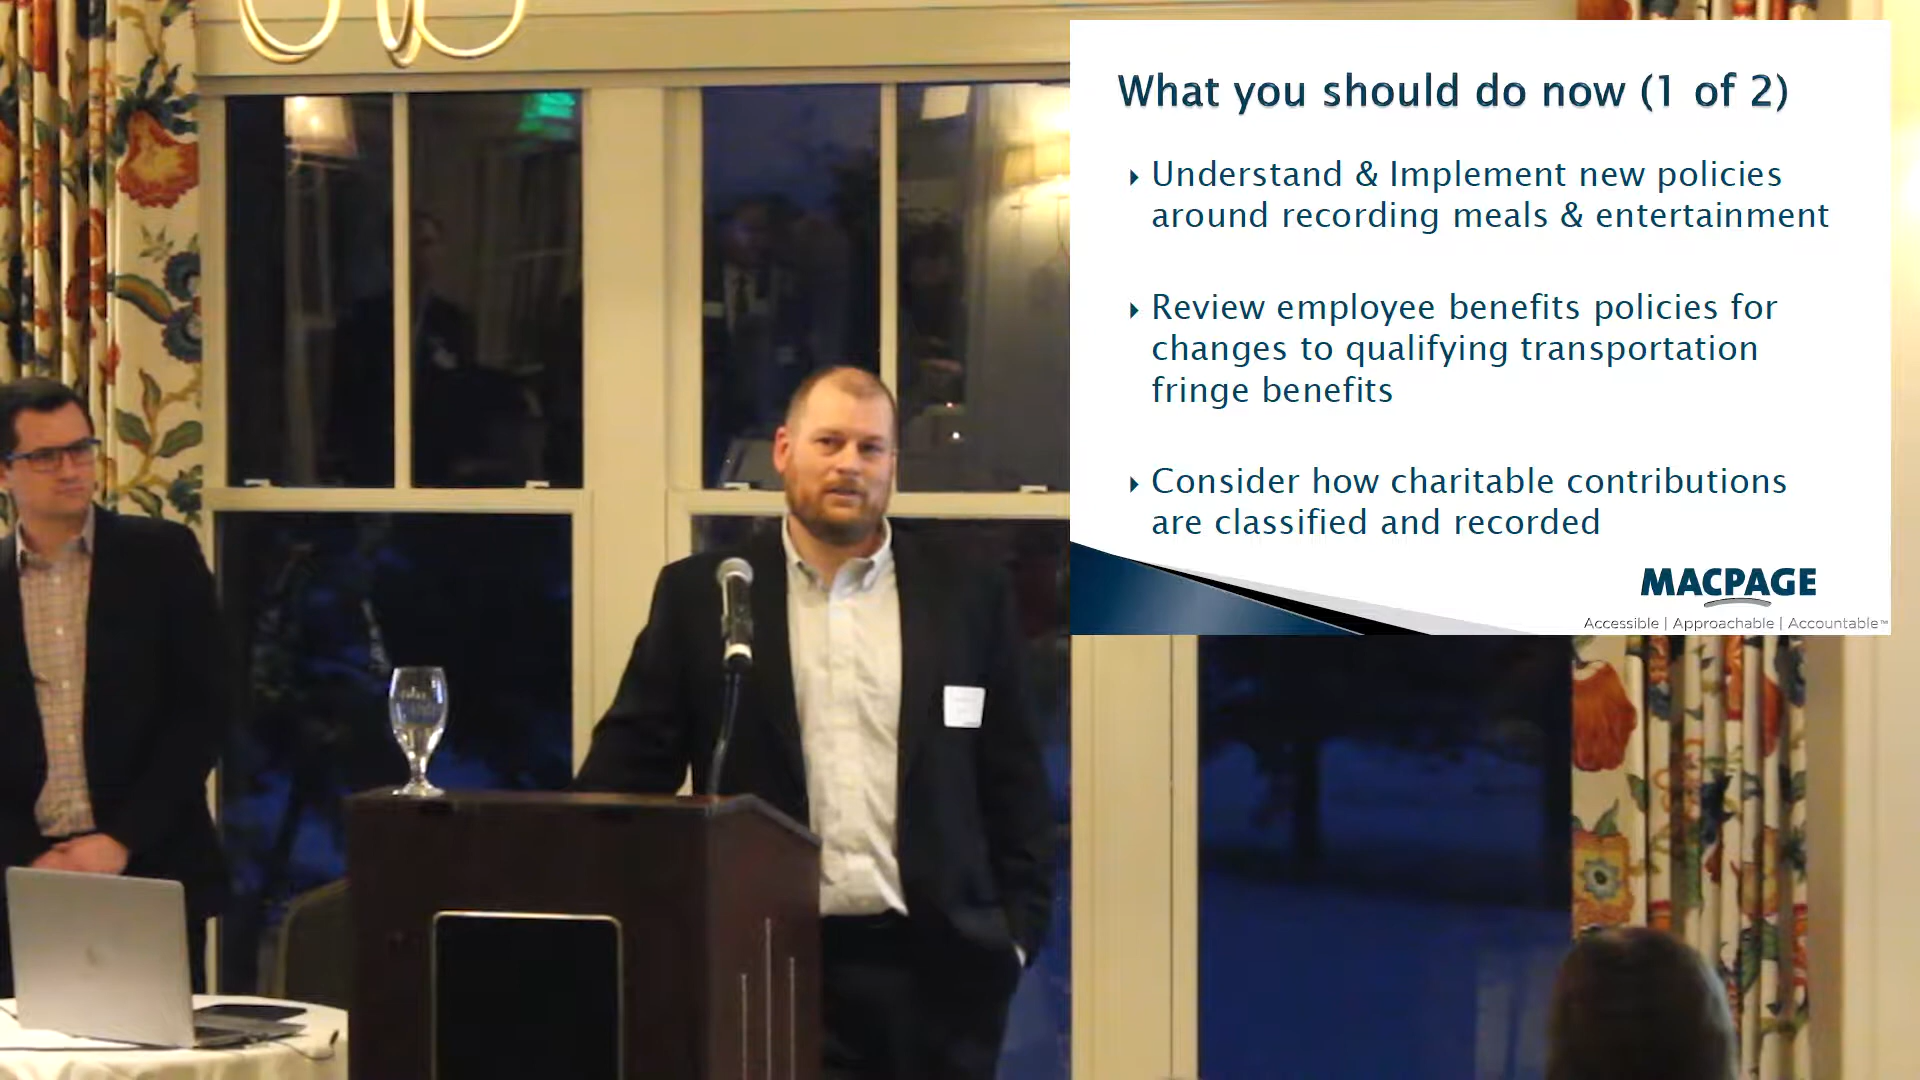 What you should do now (1 of 2)
Understand & Implement new policies
around recording meals & entertainment
Review employee benefits policies for
changes to qualifying transportation
fringe benefits
Consider how charitable contributions
are classified and recorded
MACPAGE
Accessible | Approachable | Accountable™